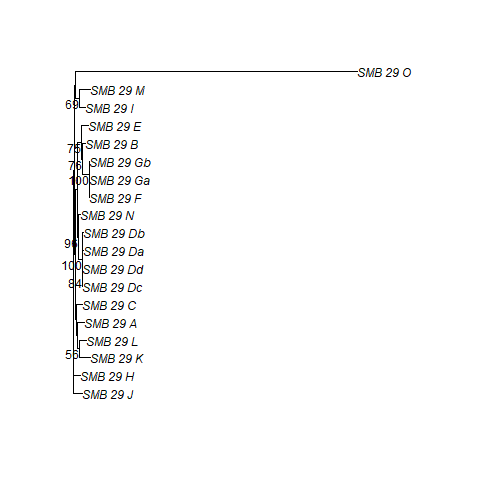 SMB 29 O
SMB 29 M
69
SMB 29 I
SMB 29 E
SMB 29 B
75
SMB 29 Gb
76
SMB 29 Ga
100
SMB 29 F
SMB 29 N
SMB 29 Db
96
SMB 29 Da
100
SMB 29 Dd
84
SMB 29 Dc
SMB 29 C
SMB 29 A
SMB 29 L
56
SMB 29 K
SMB 29 H
SMB 29 J